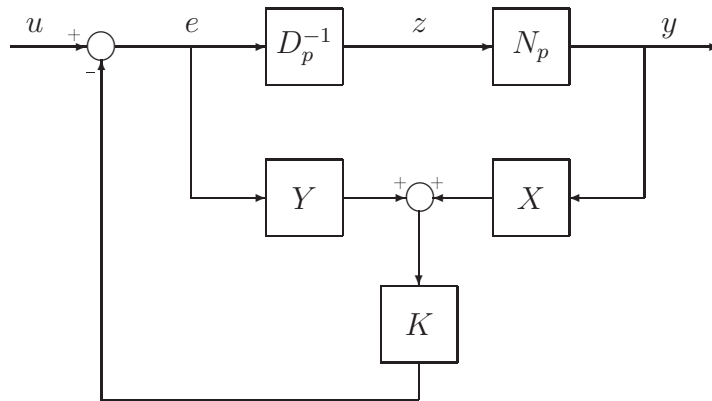 u + e D_p^{-1} z N_p y
-
Y + + X
K